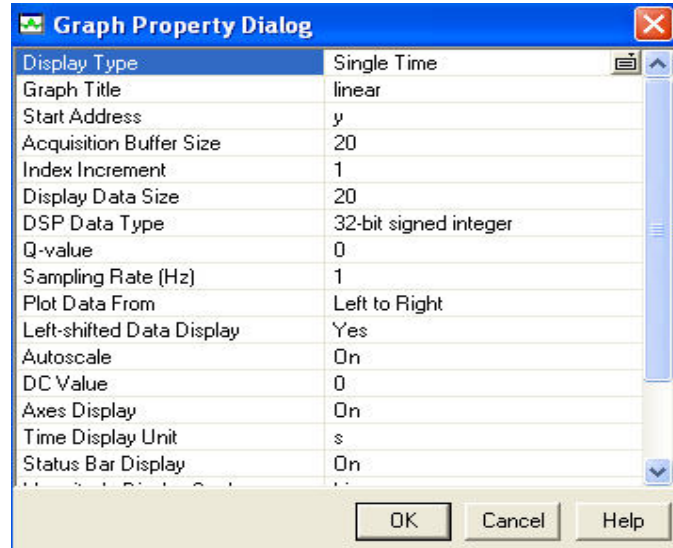 Graph Property Dialog
Display Type Single Time
Graph Title linear
Start Address y
Acquisition Buffer Size 20
Index Increment 1
Display Data Size 20
DSP Data Type 32-bit signed integer
Q-value 0
Sampling Rate (Hz) 1
Plot Data From Left to Right
Left-shifted Data Display Yes
Autoscale On
DC Value 0
Axes Display On
Time Display Unit s
Status Bar Display On
OK Cancel Help